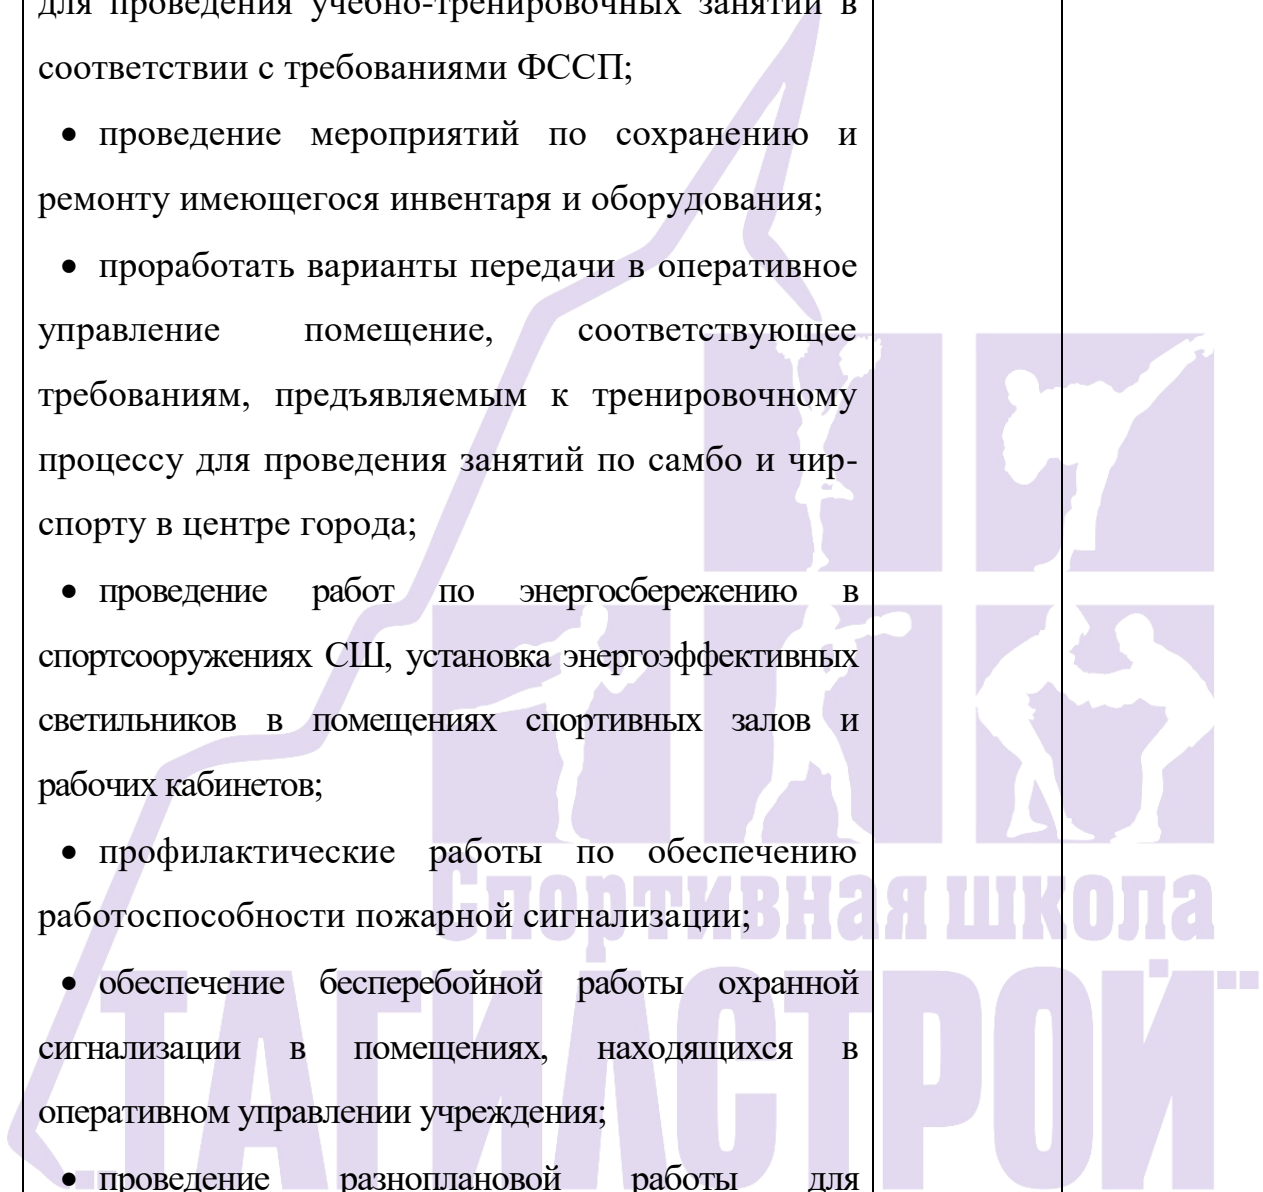 для проведения учебно-тренировочных занятий в
соответствии с требованиями ФССП;
• проведение мероприятий по сохранению и
ремонту имеющегося инвентаря и оборудования;
• проработать варианты передачи в оперативное
управление помещение, соответствующее
требованиям, предъявляемым к тренировочному
процессу для проведения занятий по самбо и чир-
спорту в центре города;
• проведение работ по энергосбережению в
спортсооружениях СШ, установка энергоэффективных
светильников в помещениях спортивных залов и
рабочих кабинетов;
• профилактические работы по обеспечению
работоспособности пожарной сигнализации;
• обеспечение бесперебойной работы охранной
сигнализации в помещениях, находящихся в
оперативном управлении учреждения;
• проведение разноплановой работы для
Спортивная школа
"ТАГИЛСТРОЙ"